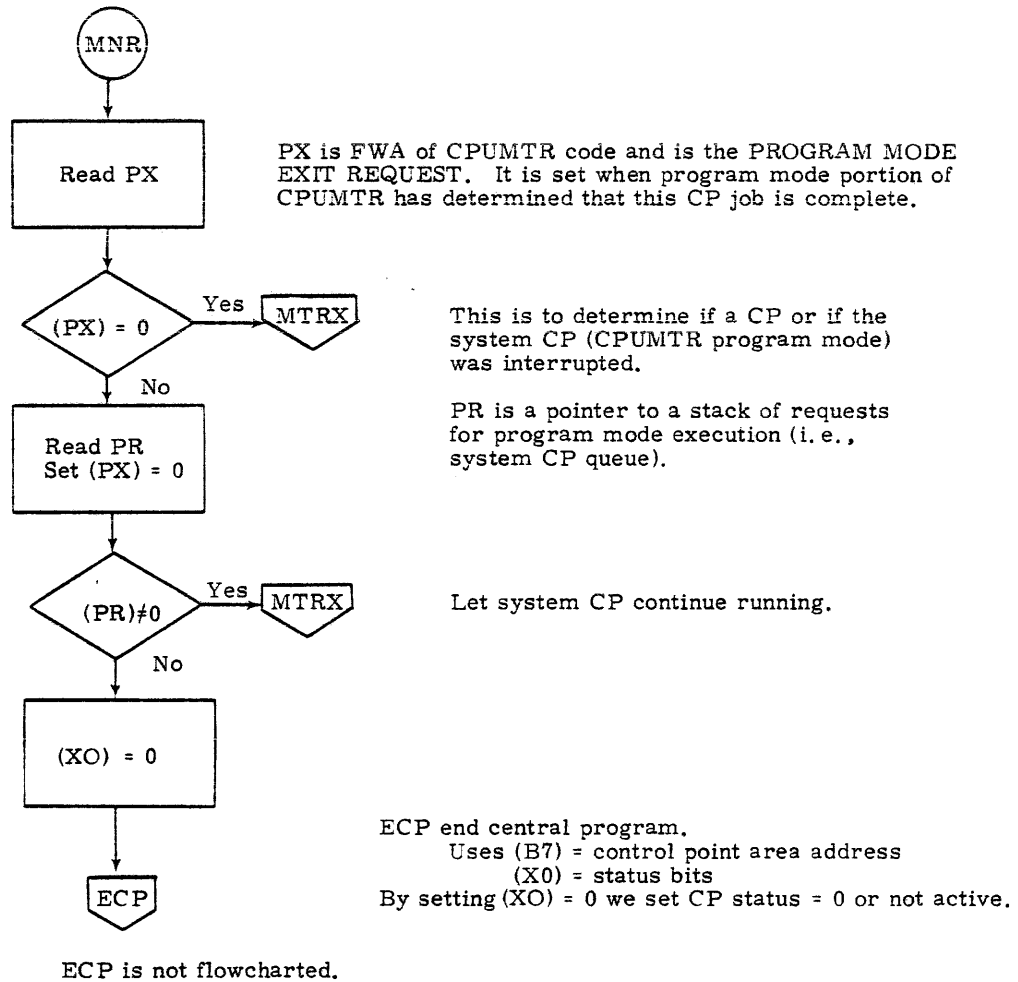 MNR
Read PX
PX is FWA of CPUMTR code and is the PROGRAM MODE
EXIT REQUEST. It is set when program mode portion of
CPUMTR has determined that this CP job is complete.
(PX) = 0
Yes
MTRX
This is to determine if a CP or if the
system CP (CPUMTR program mode)
was interrupted.
No
Read PR
Set (PX) = 0
PR is a pointer to a stack of requests
for program mode execution (i. e.,
system CP queue).
(PR)≠0
Yes
MTRX
Let system CP continue running.
No
(XO) = 0
ECP end central program.
Uses (B7) = control point area address
(X0) = status bits
By setting (XO) = 0 we set CP status = 0 or not active.
ECP
ECP is not flowcharted.